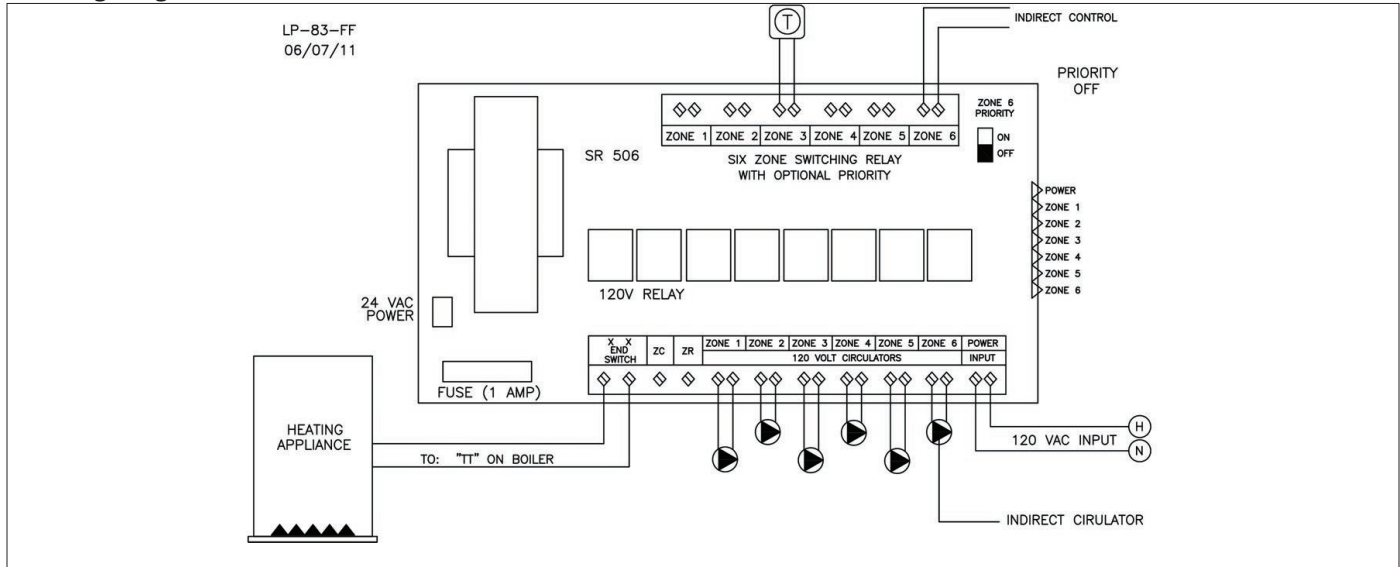 LP-83-FF
06/07/11
T
INDIRECT CONTROL
PRIORITY
OFF
ZONE 6
PRIORITY
ON
OFF
ZONE 1 ZONE 2 ZONE 3 ZONE 4 ZONE 5 ZONE 6
SR 506
SIX ZONE SWITCHING RELAY
WITH OPTIONAL PRIORITY
POWER
ZONE 1
ZONE 2
ZONE 3
ZONE 4
ZONE 5
ZONE 6
120V RELAY
24 VAC
POWER
FUSE (1 AMP)
X X
END
SWITCH
ZC
ZR
ZONE 1 ZONE 2 ZONE 3 ZONE 4 ZONE 5 ZONE 6
120 VOLT CIRCULATORS
POWER
INPUT
HEATING
APPLIANCE
TO: "TT" ON BOILER
H
120 VAC INPUT
N
INDIRECT CIRULATOR